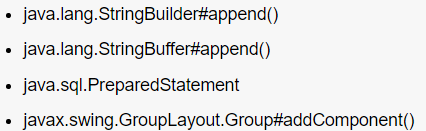 • java.lang.StringBuilder#append()
• java.lang.StringBuffer#append()
• java.sql.PreparedStatement
• javax.swing.GroupLayout.Group#addComponent()